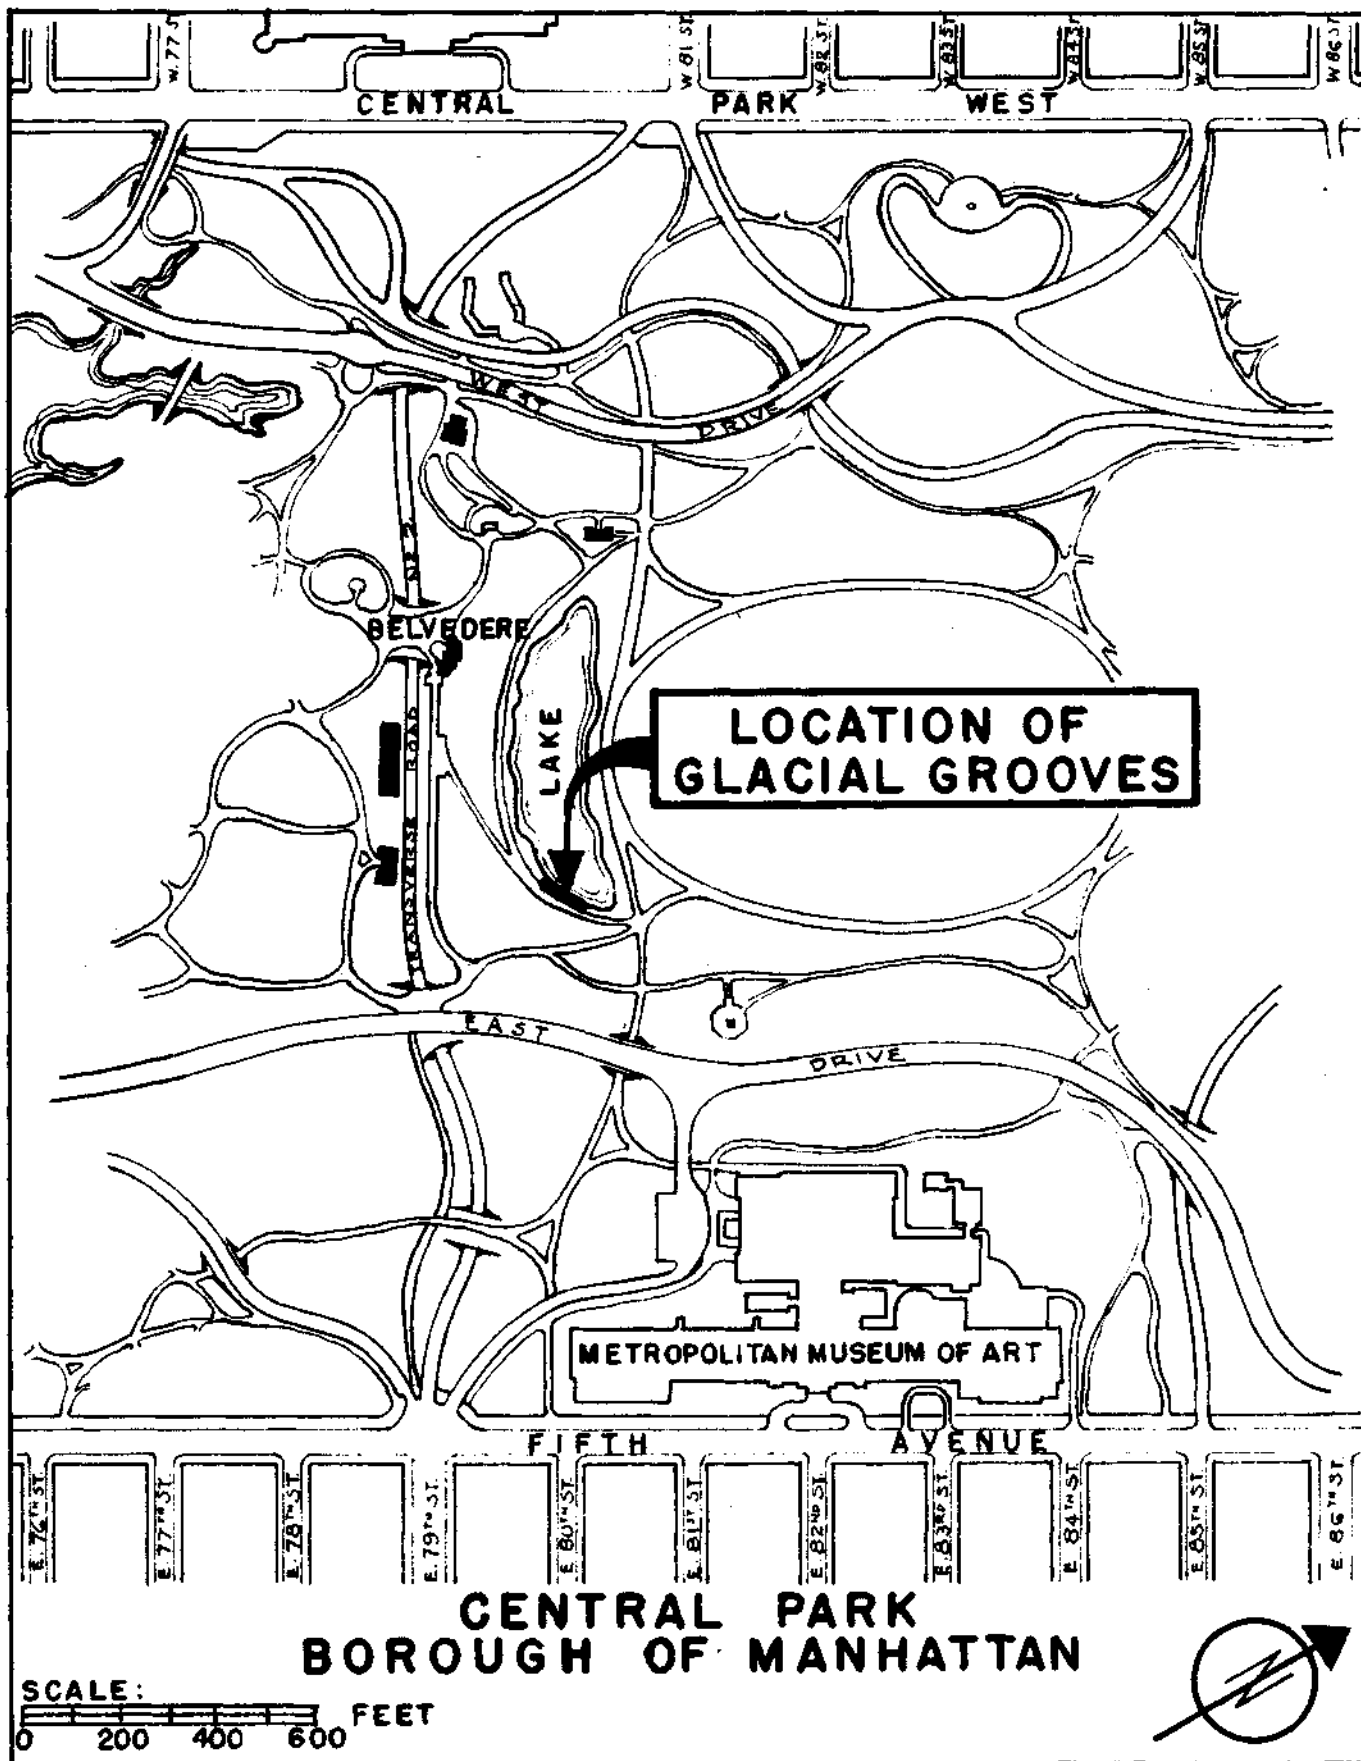 W. 77 ST.
W 81 ST.
W 82 ST.
W 83 ST
W 84 ST
W 85 ST.
W 86 ST
CENTRAL PARK WEST
WEST
DRIVE
NR 2
BELVEDERE
LAKE
LOCATION OF
GLACIAL GROOVES
TRANSVERSE ROAD
EAST
DRIVE
METROPOLITAN MUSEUM OF ART
FIFTH AVENUE
E. 76TH ST.
E. 77TH ST.
E. 78TH ST.
E. 79TH ST.
E 80TH ST.
E. 81ST ST.
E. 82ND ST.
E. 83RD ST.
E. 84TH ST.
E. 85TH ST.
E. 86TH ST.
CENTRAL PARK
BOROUGH OF MANHATTAN
SCALE:
FEET
0 200 400 600
N